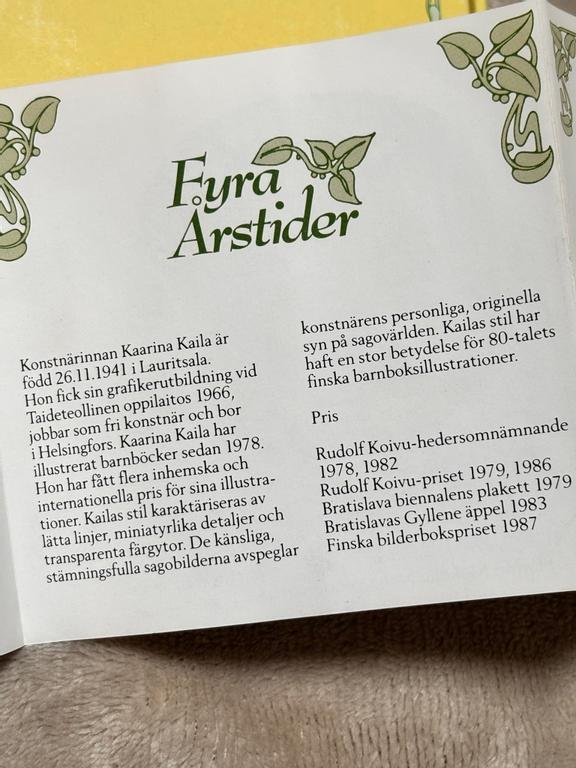 Fyra
Årstider
Konstnärinnan Kaarina Kaila är
född 26.11.1941 i Lauritsala.
Hon fick sin grafikerutbildning vid
Taideteollinen oppilaitos 1966,
jobbar som fri konstnär och bor
i Helsingfors. Kaarina Kaila har
illustrerat barnböcker sedan 1978.
Hon har fått flera inhemska och
internationella pris för sina illustra-
tioner. Kailas stil karaktäriseras av
lätta linjer, miniatyrlika detaljer och
transparenta färgytor. De känsliga,
stämningsfulla sagobilderna avspeglar
konstnärens personliga, originella
syn på sagovärlden. Kailas stil har
haft en stor betydelse för 80-talets
finska barnboksillustrationer.
Pris
Rudolf Koivu-hedersomnämnande
1978, 1982
Rudolf Koivu-priset 1979, 1986
Bratislava biennalens plakett 1979
Bratislavas Gyllene äppel 1983
Finska bilderbokspriset 1987